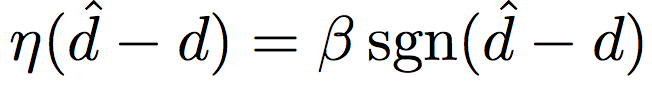 η(d̂ − d) = β sgn(d̂ − d)